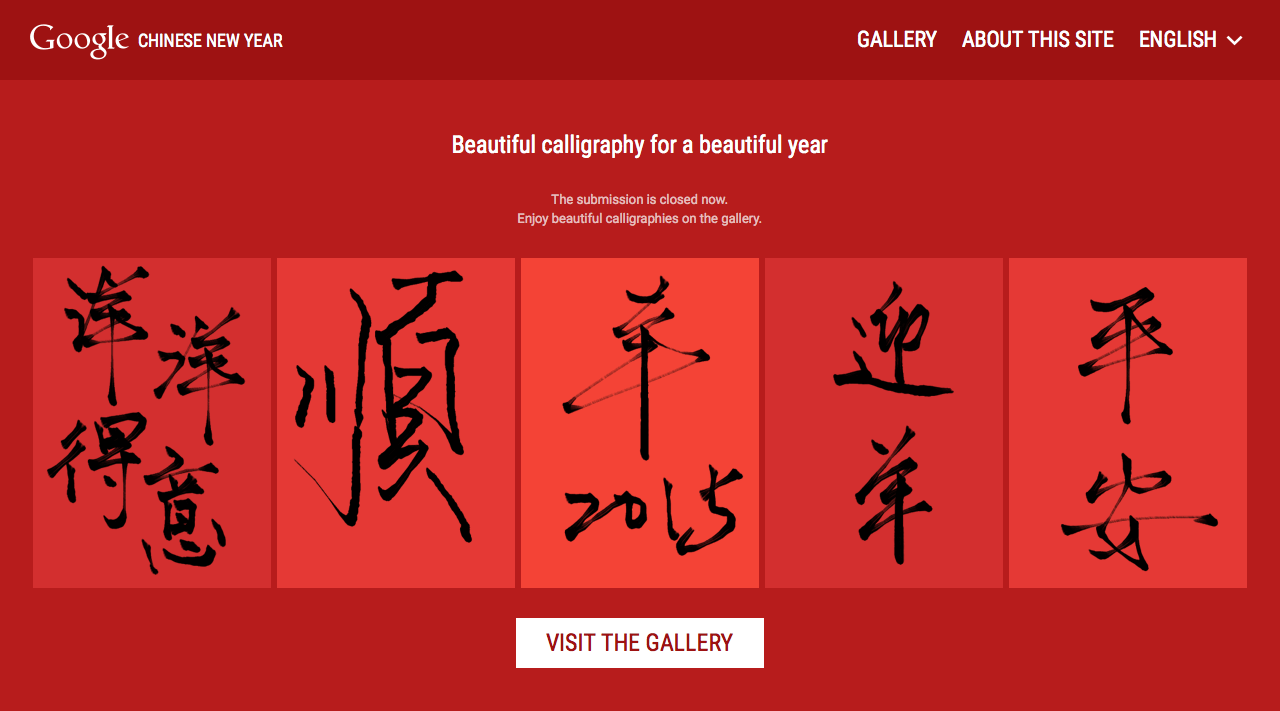 Google CHINESE NEW YEAR
GALLERY
ABOUT THIS SITE
ENGLISH
Beautiful calligraphy for a beautiful year
The submission is closed now.
Enjoy beautiful calligraphies on the gallery.
洋洋
得意
順
羊
2015
迎
羊
平
安
VISIT THE GALLERY